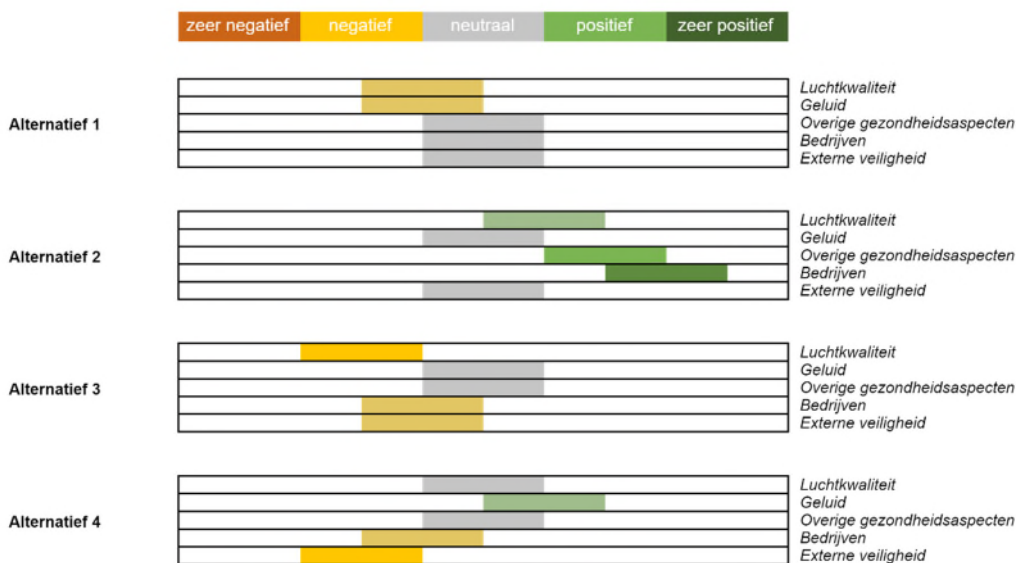 zeer negatief negatief neutraal positief zeer positief
Luchtkwaliteit
Geluid
Alternatief 1 Overige gezondheidsaspecten
Bedrijven
Externe veiligheid
Luchtkwaliteit
Geluid
Alternatief 2 Overige gezondheidsaspecten
Bedrijven
Externe veiligheid
Luchtkwaliteit
Geluid
Alternatief 3 Overige gezondheidsaspecten
Bedrijven
Externe veiligheid
Luchtkwaliteit
Geluid
Alternatief 4 Overige gezondheidsaspecten
Bedrijven
Externe veiligheid